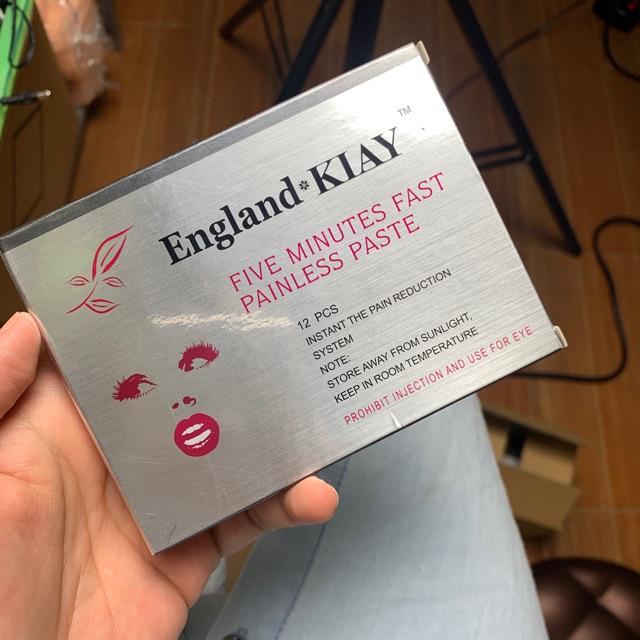 England*KIAY™
FIVE MINUTES FAST
PAINLESS PASTE
12 PCS
INSTANT THE PAIN REDUCTION
SYSTEM
NOTE:
STORE AWAY FROM SUNLIGHT,
KEEP IN ROOM TEMPERATURE
PROHIBIT INJECTION AND USE FOR EYE